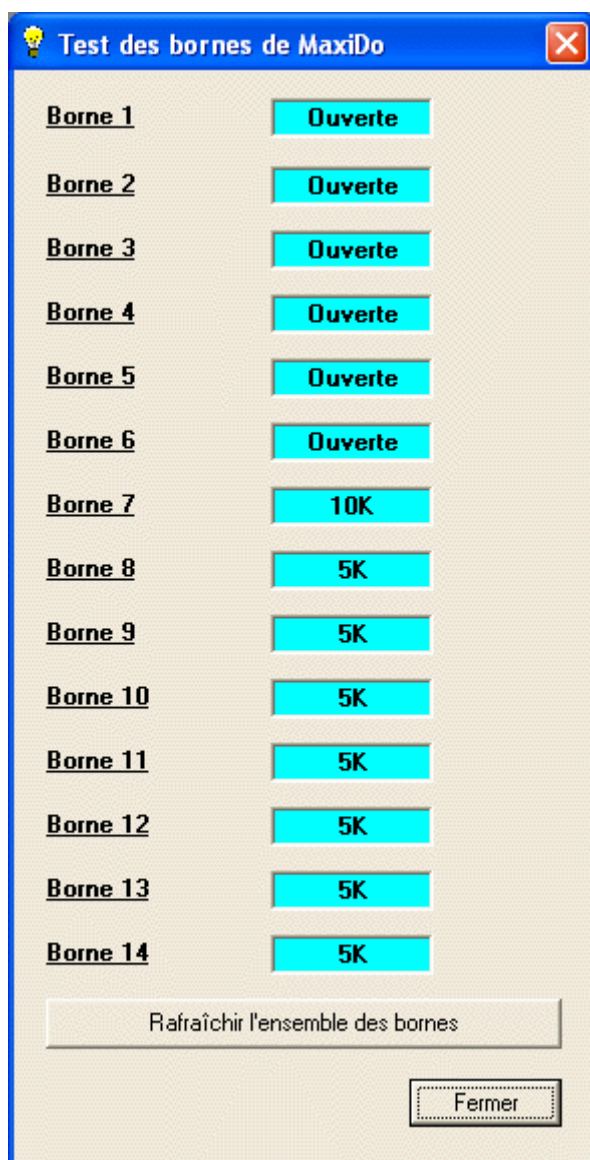 Test des bornes de MaxiDo
Borne 1 Ouverte
Borne 2 Ouverte
Borne 3 Ouverte
Borne 4 Ouverte
Borne 5 Ouverte
Borne 6 Ouverte
Borne 7 10K
Borne 8 5K
Borne 9 5K
Borne 10 5K
Borne 11 5K
Borne 12 5K
Borne 13 5K
Borne 14 5K
Rafraîchir l'ensemble des bornes
Fermer